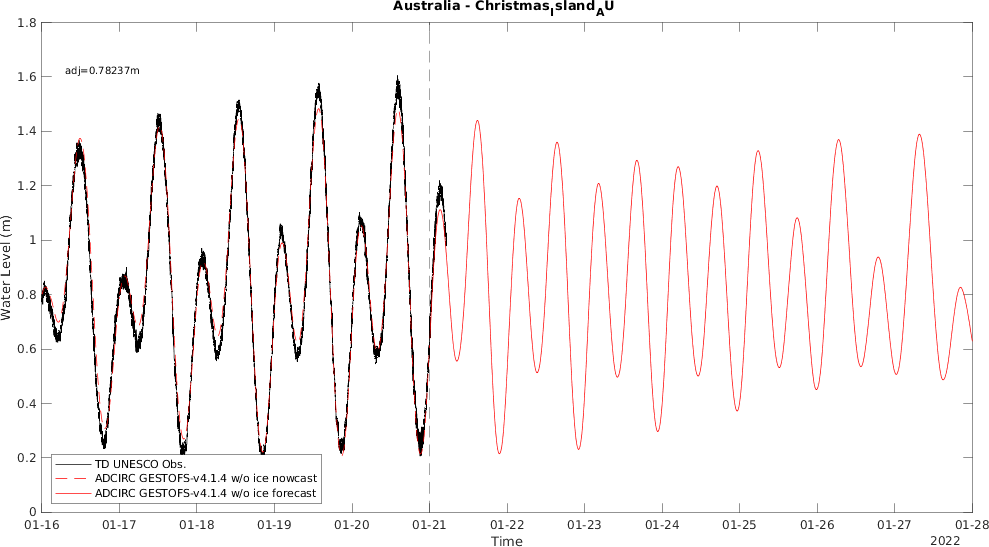 Australia - Christmas_Island_AU
adj=0.78237m
Water Level (m)
1.8
1.6
1.4
1.2
1
0.8
0.6
0.4
0.2
0
TD UNESCO Obs.
ADCIRC GESTOFS-v4.1.4 w/o ice nowcast
ADCIRC GESTOFS-v4.1.4 w/o ice forecast
01-16 01-17 01-18 01-19 01-20 01-21 01-22 01-23 01-24 01-25 01-26 01-27 01-28
Time
2022